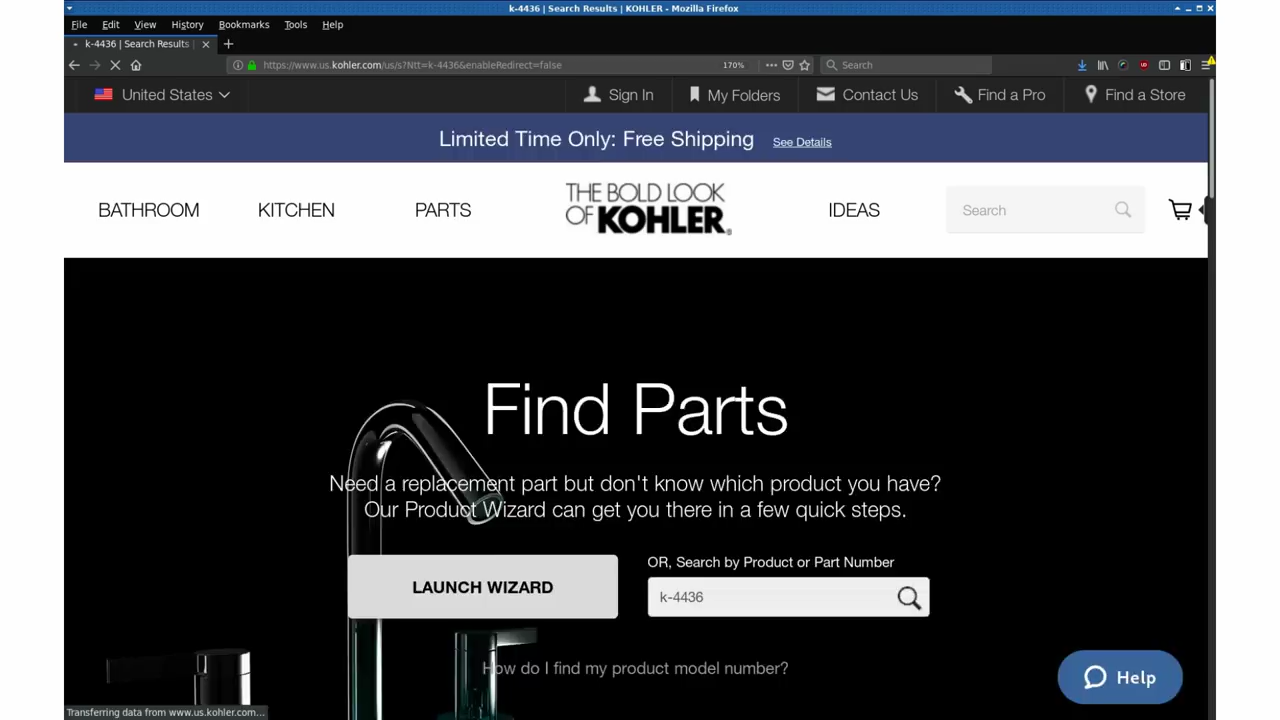 k-4436 | Search Results | KOHLER - Mozilla Firefox
File Edit View History Bookmarks Tools Help
k-4436 | Search Results |
https://www.us.kohler.com/us/s?Ntt=k-4436&enableRedirect=false 170% Search
United States Sign In My Folders Contact Us Find a Pro Find a Store
Limited Time Only: Free Shipping See Details
BATHROOM KITCHEN PARTS IDEAS Search
THE BOLD LOOK
OF KOHLER®
Find Parts
Need a replacement part but don't know which product you have?
Our Product Wizard can get you there in a few quick steps.
LAUNCH WIZARD
OR, Search by Product or Part Number
k-4436
How do I find my product model number?
Help
Transferring data from www.us.kohler.com...